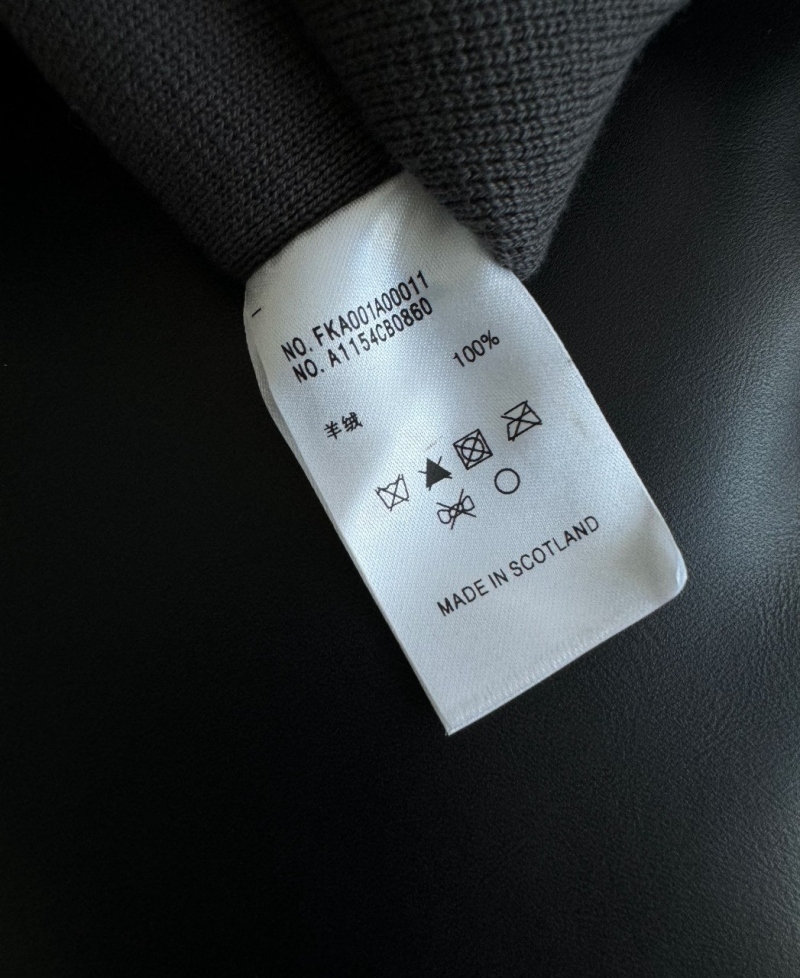 NO. FKA001A00011
NO. A1154CB0860
100%
羊绒
MADE IN SCOTLAND